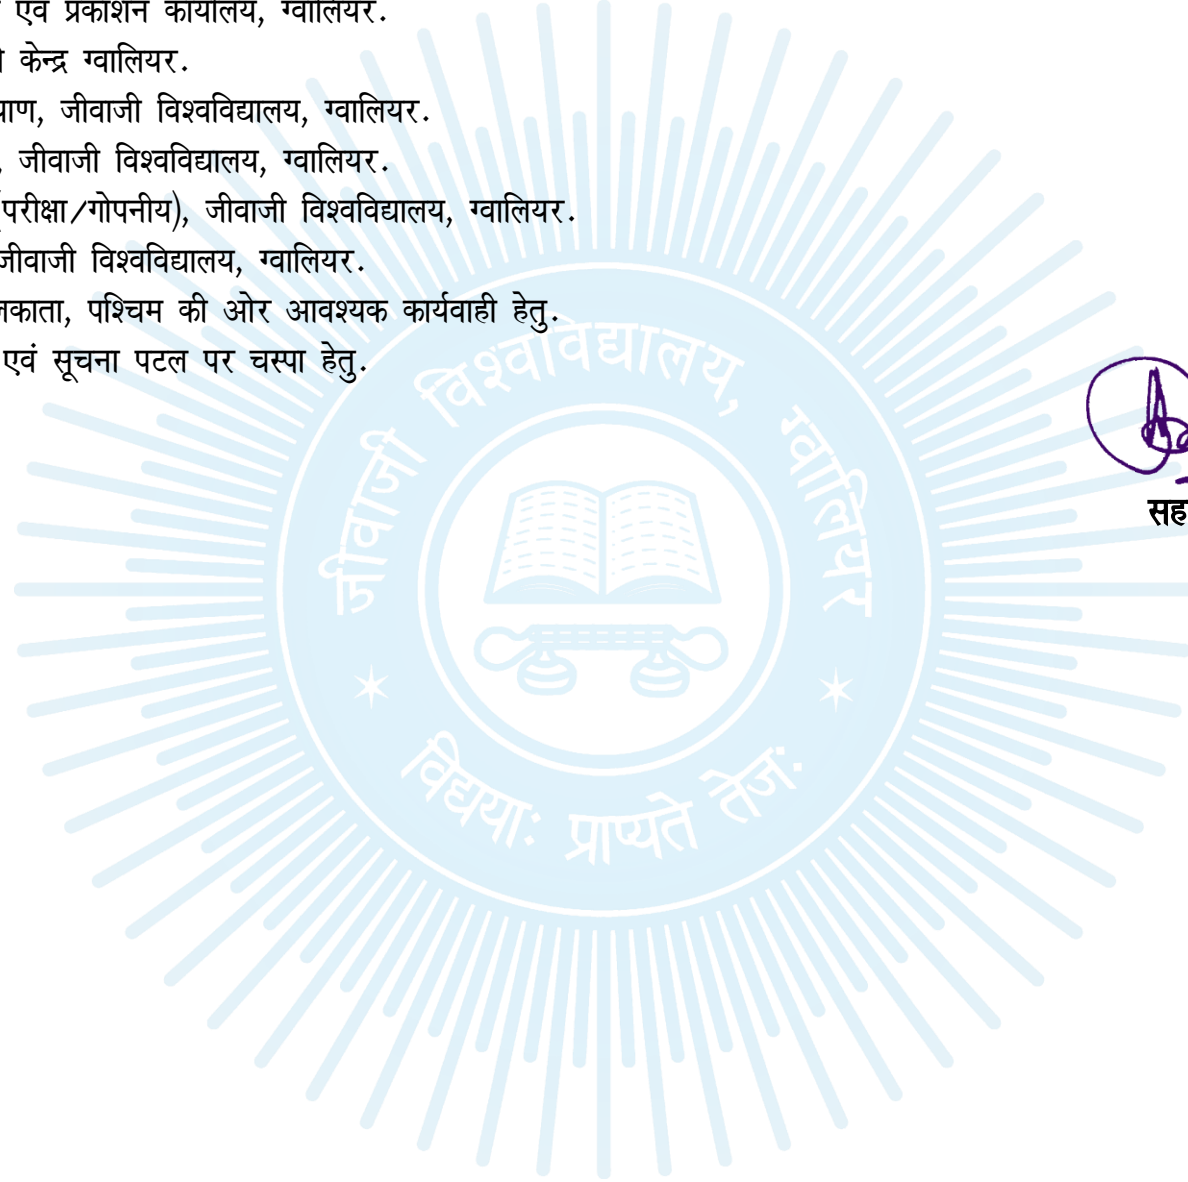 एवं प्रकाशन कार्यालय, ग्वालियर.
केन्द्र ग्वालियर.
जीवाजी विश्वविद्यालय, ग्वालियर.
, जीवाजी विश्वविद्यालय, ग्वालियर.
(परीक्षा/गोपनीय), जीवाजी विश्वविद्यालय, ग्वालियर.
जीवाजी विश्वविद्यालय, ग्वालियर.
पश्चिम की ओर आवश्यक कार्यवाही हेतु.
एवं सूचना पटल पर चस्पा हेतु.
जीवाजी विश्वविद्यालय, ग्वालियर
सह
विद्यया: प्राप्यते तेज: